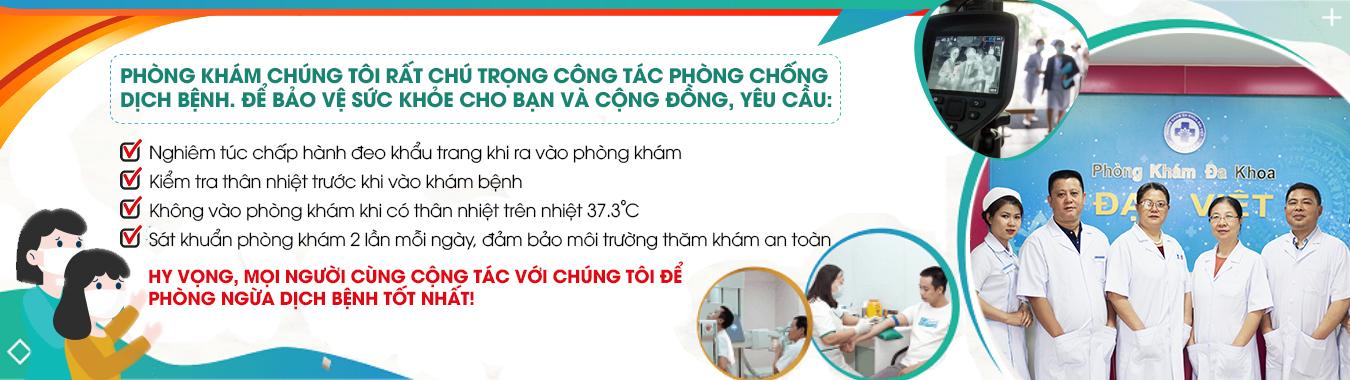 PHÒNG KHÁM CHÚNG TÔI RẤT CHÚ TRỌNG CÔNG TÁC PHÒNG CHỐNG
DỊCH BỆNH. ĐỂ BẢO VỆ SỨC KHỎE CHO BẠN VÀ CỘNG ĐỒNG, YÊU CẦU:
Nghiêm túc chấp hành đeo khẩu trang khi ra vào phòng khám
Kiểm tra thân nhiệt trước khi vào khám bệnh
Không vào phòng khám khi có thân nhiệt trên nhiệt 37.3°C
Sát khuẩn phòng khám 2 lần mỗi ngày, đảm bảo môi trường thăm khám an toàn
HY VỌNG, MỌI NGƯỜI CÙNG CỘNG TÁC VỚI CHÚNG TÔI ĐỂ
PHÒNG NGỪA DỊCH BỆNH TỐT NHẤT!
Phòng Khám Đa Khoa
VIỆT